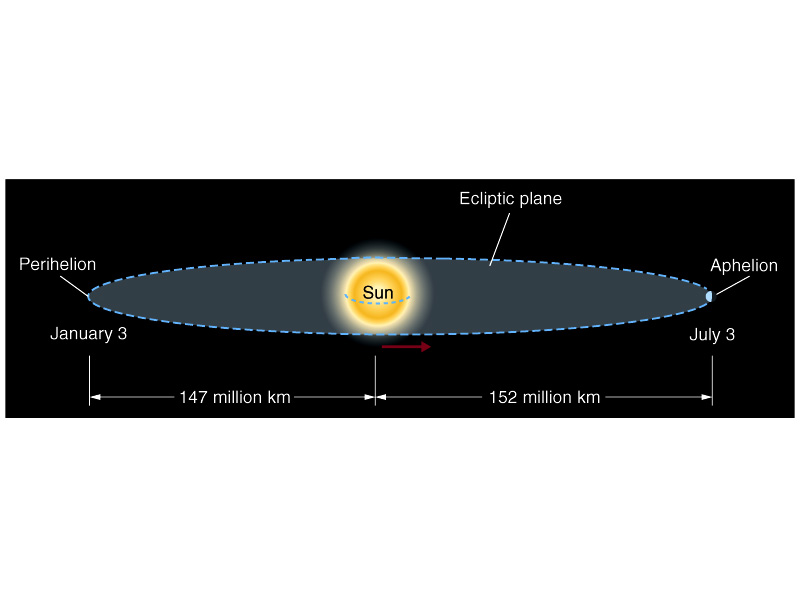 Ecliptic plane
Perihelion
Sun
Aphelion
January 3
July 3
147 million km
152 million km